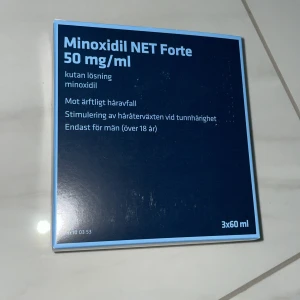 Minoxidil NET Forte
50 mg/ml
kutan lösning
minoxidil
Mot ärftligt håravfall
Stimulering av håråterväxten vid tunnhårighet
Endast för män (över 18 år)
3x60 ml